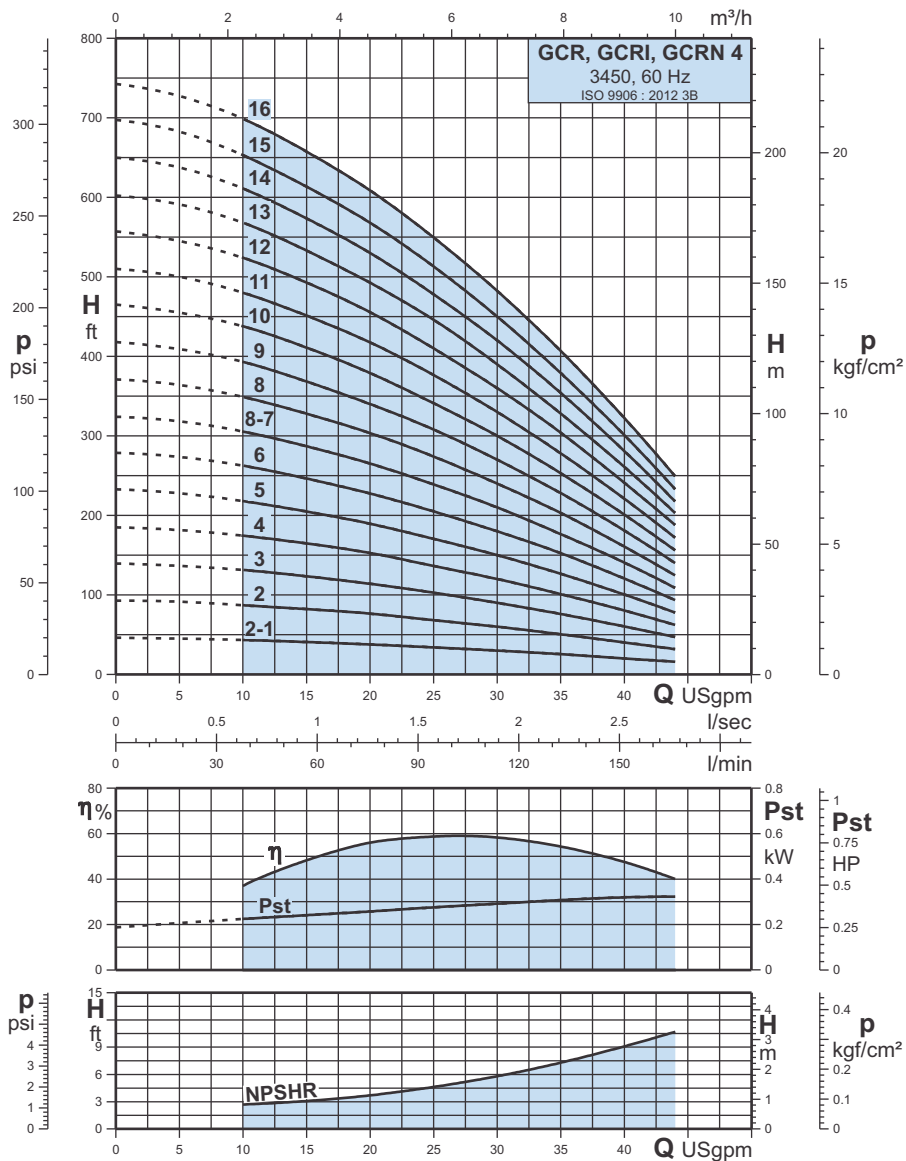 0 2 4 6 8 10 m³/h
GCR, GCRI, GCRN 4
3450, 60 Hz
ISO 9906 : 2012 3B
p
psi
300
250
200
150
100
50
0
H
ft
800
700
600
500
400
300
200
100
0
16
15
14
13
12
11
10
9
8
8-7
6
5
4
3
2
2-1
H
m
200
150
100
50
0
p
kgf/cm²
20
15
10
5
0
0 5 10 15 20 25 30 35 40 Q USgpm
0 0.5 1 1.5 2 2.5 l/sec
0 30 60 90 120 150 l/min
η%
80
60
40
20
0
η
Pst
Pst
kW
0.8
0.6
0.4
0.2
0
Pst
HP
1
0.75
0.5
0.25
0
p
psi
4
3
2
1
0
H
ft
15
9
6
3
0
NPSHR
H
m
4
3
2
1
0
p
kgf/cm²
0.4
0.2
0.1
0
0 5 10 15 20 25 30 35 40 Q USgpm